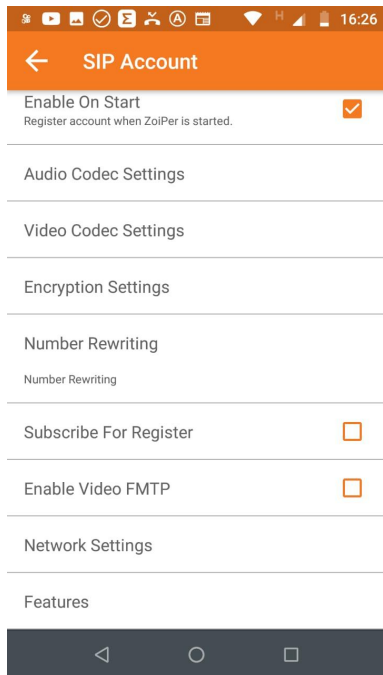 H 16:26
SIP Account
Enable On Start
Register account when ZoiPer is started.
Audio Codec Settings
Video Codec Settings
Encryption Settings
Number Rewriting
Number Rewriting
Subscribe For Register
Enable Video FMTP
Network Settings
Features